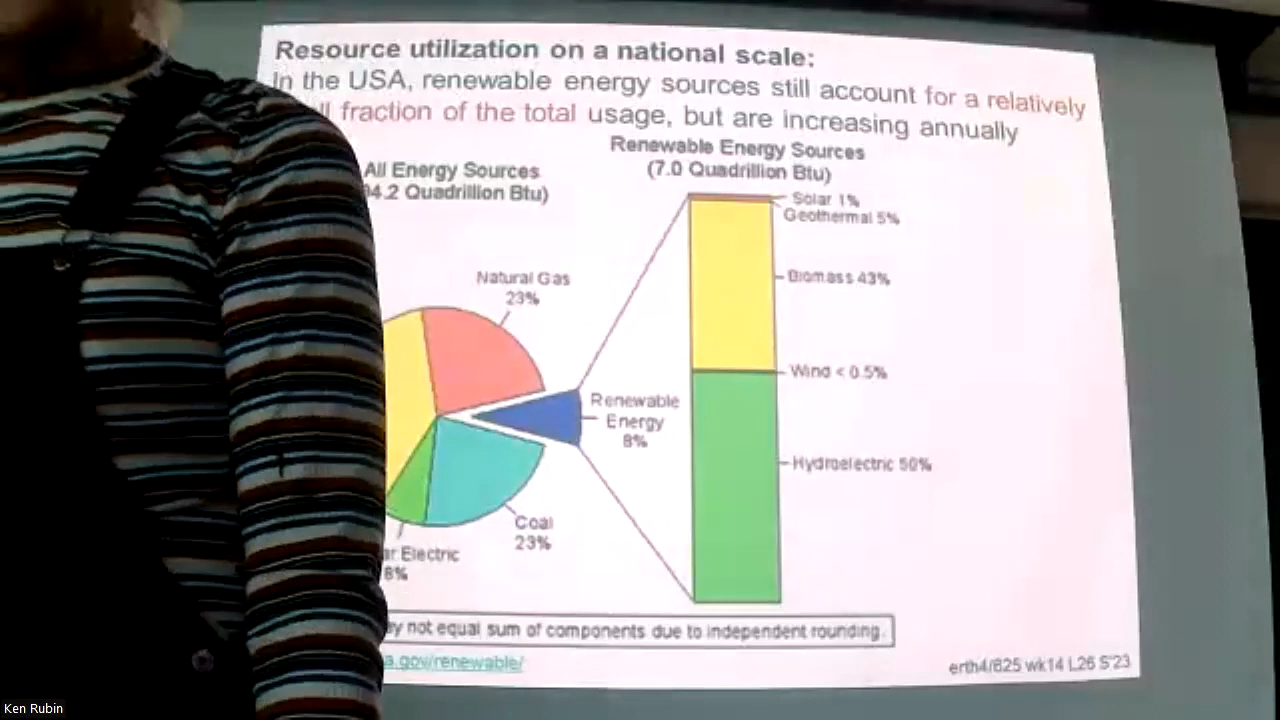 Resource utilization on a national scale:
In the USA, renewable energy sources still account for a relatively
fraction of the total usage, but are increasing annually
All Energy Sources
4.2 Quadrillion Btu)
Renewable Energy Sources
(7.0 Quadrillion Btu)
Solar 1%
Geothermal 5%
Natural Gas
23%
Biomass 43%
Wind < 0.5%
Renewable
Energy
8%
Hydroelectric 50%
Coal
23%
Electric
8%
not equal sum of components due to independent rounding.
a.gov/renewable/
erth4/625 wk14 L26 S'23
Ken Rubin